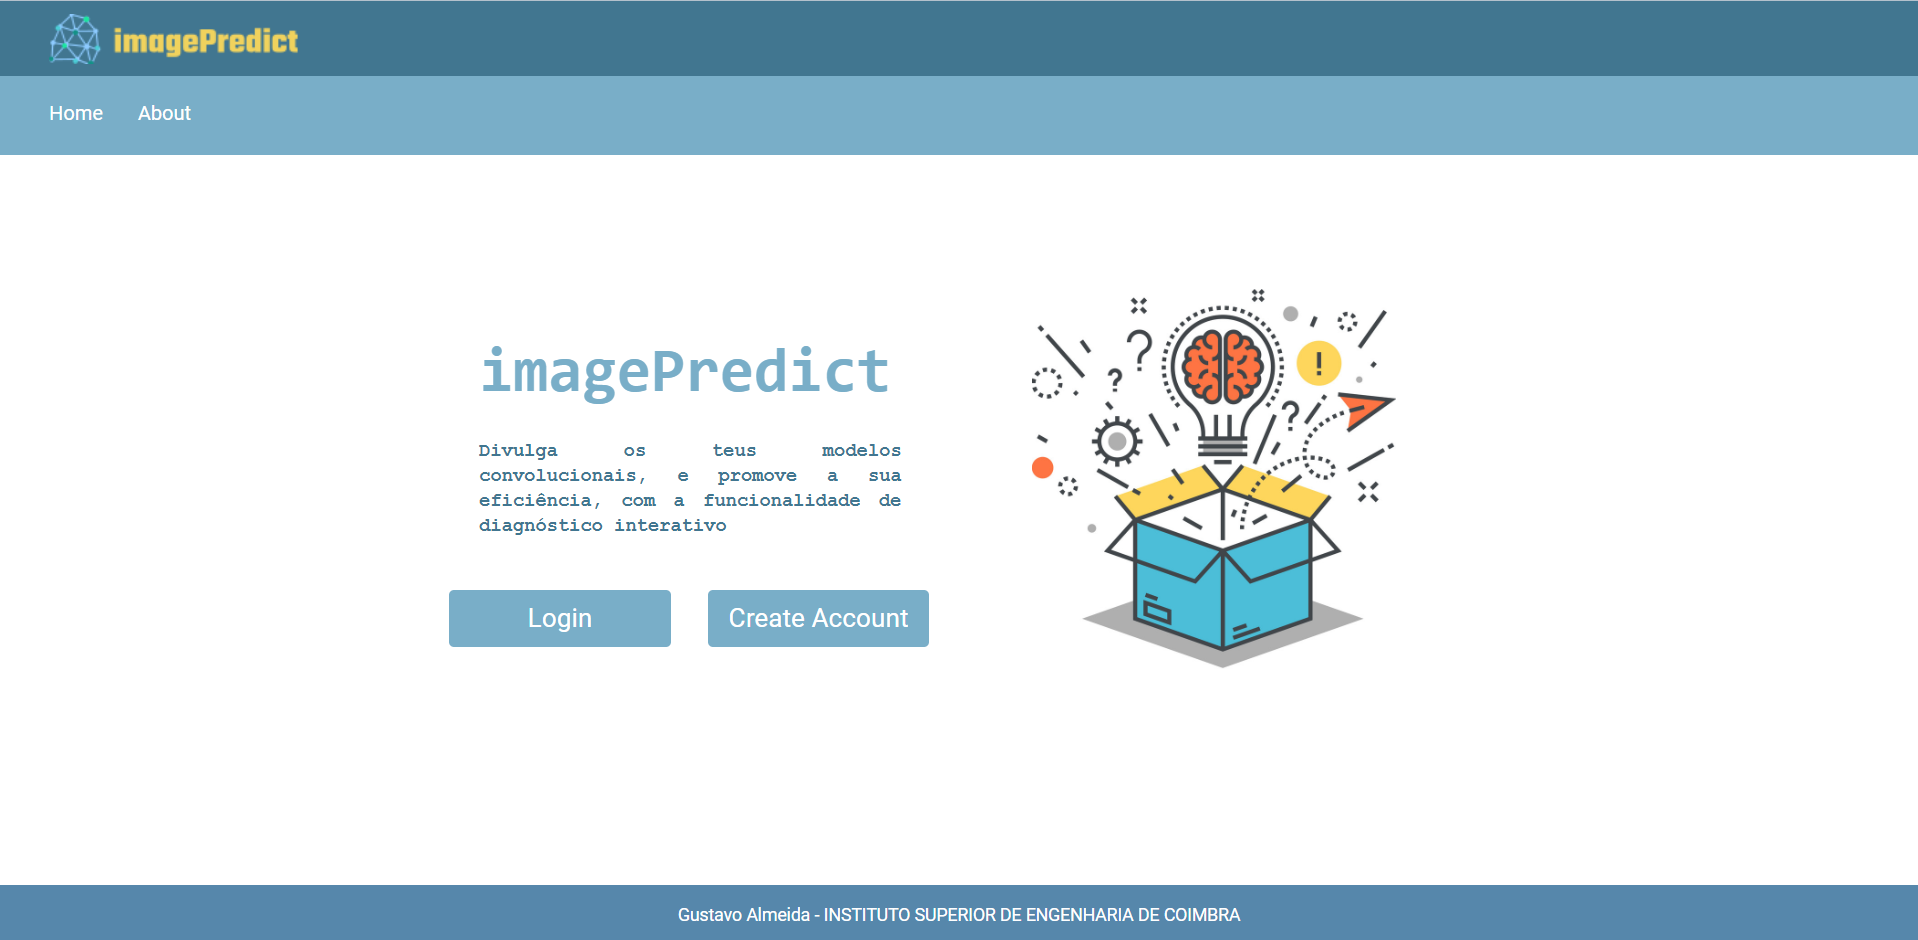 imagePredict
Home About
imagePredict
Divulga os teus modelos
convolucionais, e promove a sua
eficiência, com a funcionalidade de
diagnóstico interativo
Login Create Account
Gustavo Almeida - INSTITUTO SUPERIOR DE ENGENHARIA DE COIMBRA